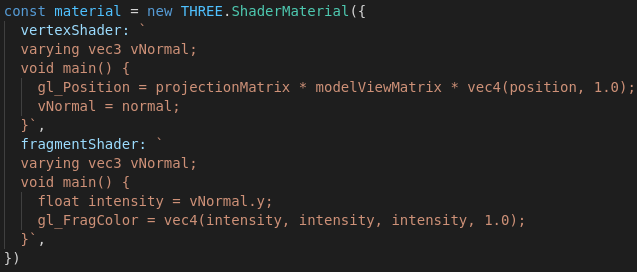 const material = new THREE.ShaderMaterial({
  vertexShader: `
  varying vec3 vNormal;
  void main() {
    gl_Position = projectionMatrix * modelViewMatrix * vec4(position, 1.0);
    vNormal = normal;
  }`,
  fragmentShader: `
  varying vec3 vNormal;
  void main() {
    float intensity = vNormal.y;
    gl_FragColor = vec4(intensity, intensity, intensity, 1.0);
  }`,
})